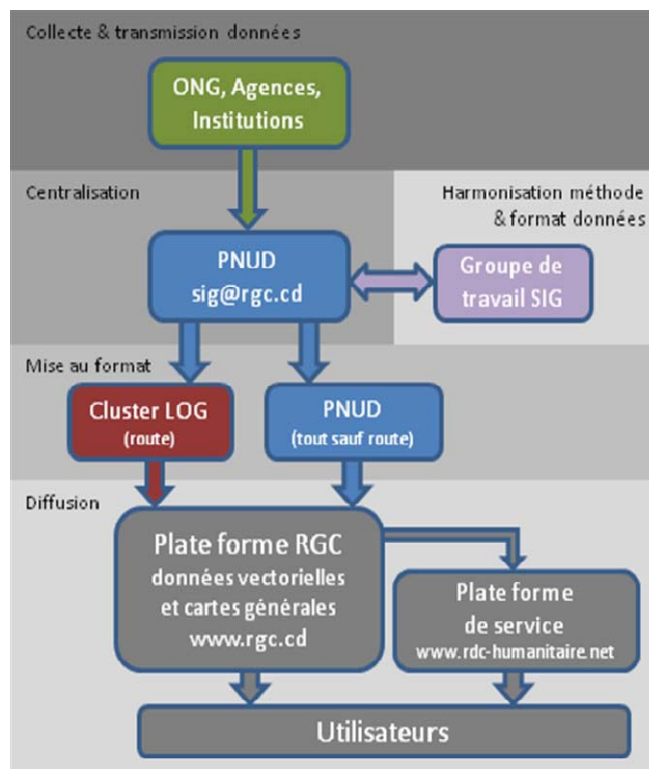 Collecte & transmission données
ONG, Agences,
Institutions
Centralisation
Harmonisation méthode
& format données
PNUD
sig@rgc.cd
Groupe de
travail SIG
Mise au format
Cluster LOG
(route)
PNUD
(tout sauf route)
Diffusion
Plate forme RGC
données vectorielles
et cartes générales
www.rgc.cd
Plate forme
de service
www.rdc-humanitaire.net
Utilisateurs